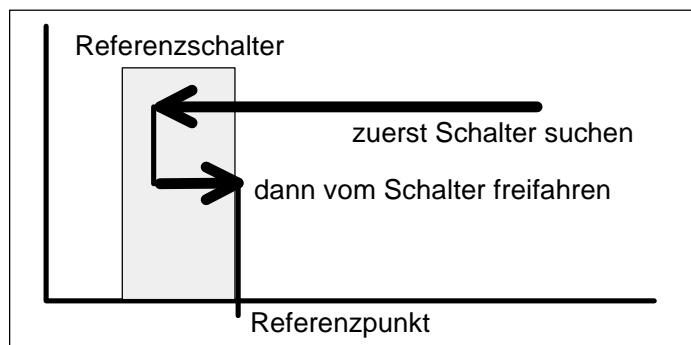 Referenzschalter
zuerst Schalter suchen
dann vom Schalter freifahren
Referenzpunkt